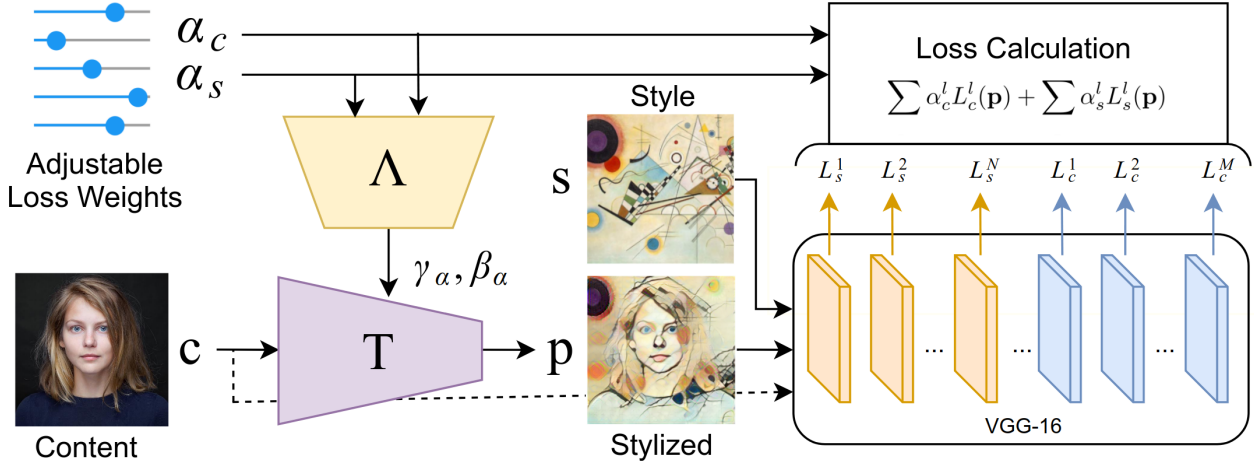 α_c
α_s
Adjustable
Loss Weights
Λ
γ_α, β_α
Style
s
Loss Calculation
∑ α_c^l L_c^l(p) + ∑ α_s^l L_s^l(p)
L_s^1 L_s^2 L_s^N L_c^1 L_c^2 L_c^M
c
T
p
... ... ...
VGG-16
Content
Stylized